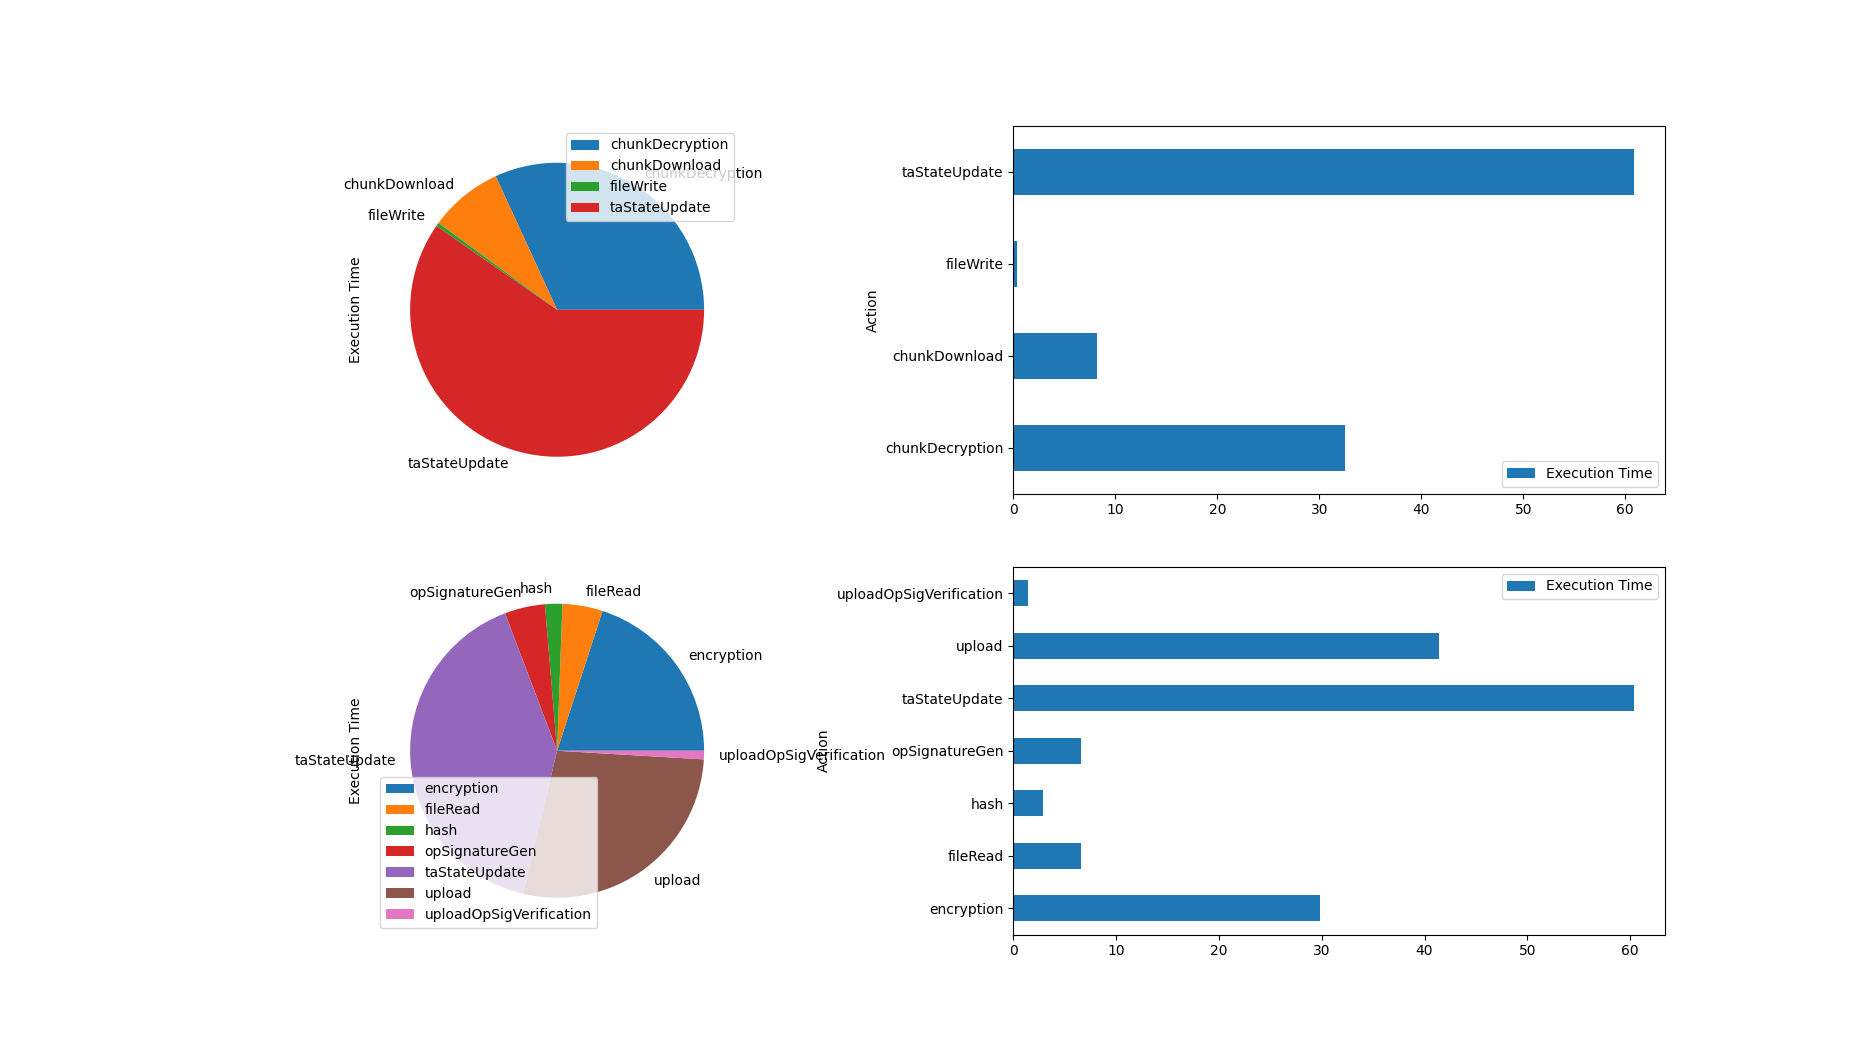 chunkDecryption
chunkDownload
fileWrite
taStateUpdate
chunkDecryption
chunkDownload
fileWrite
taStateUpdate
Execution Time
taStateUpdate
fileWrite
chunkDownload
chunkDecryption
Action
Execution Time
0 10 20 30 40 50 60
encryption
fileRead
hash
opSignatureGen
taStateUpdate
upload
uploadOpSigVerification
Execution Time
encryption
fileRead
hash
opSignatureGen
taStateUpdate
upload
uploadOpSigVerification
uploadOpSigVerification
upload
taStateUpdate
opSignatureGen
hash
fileRead
encryption
Action
Execution Time
0 10 20 30 40 50 60